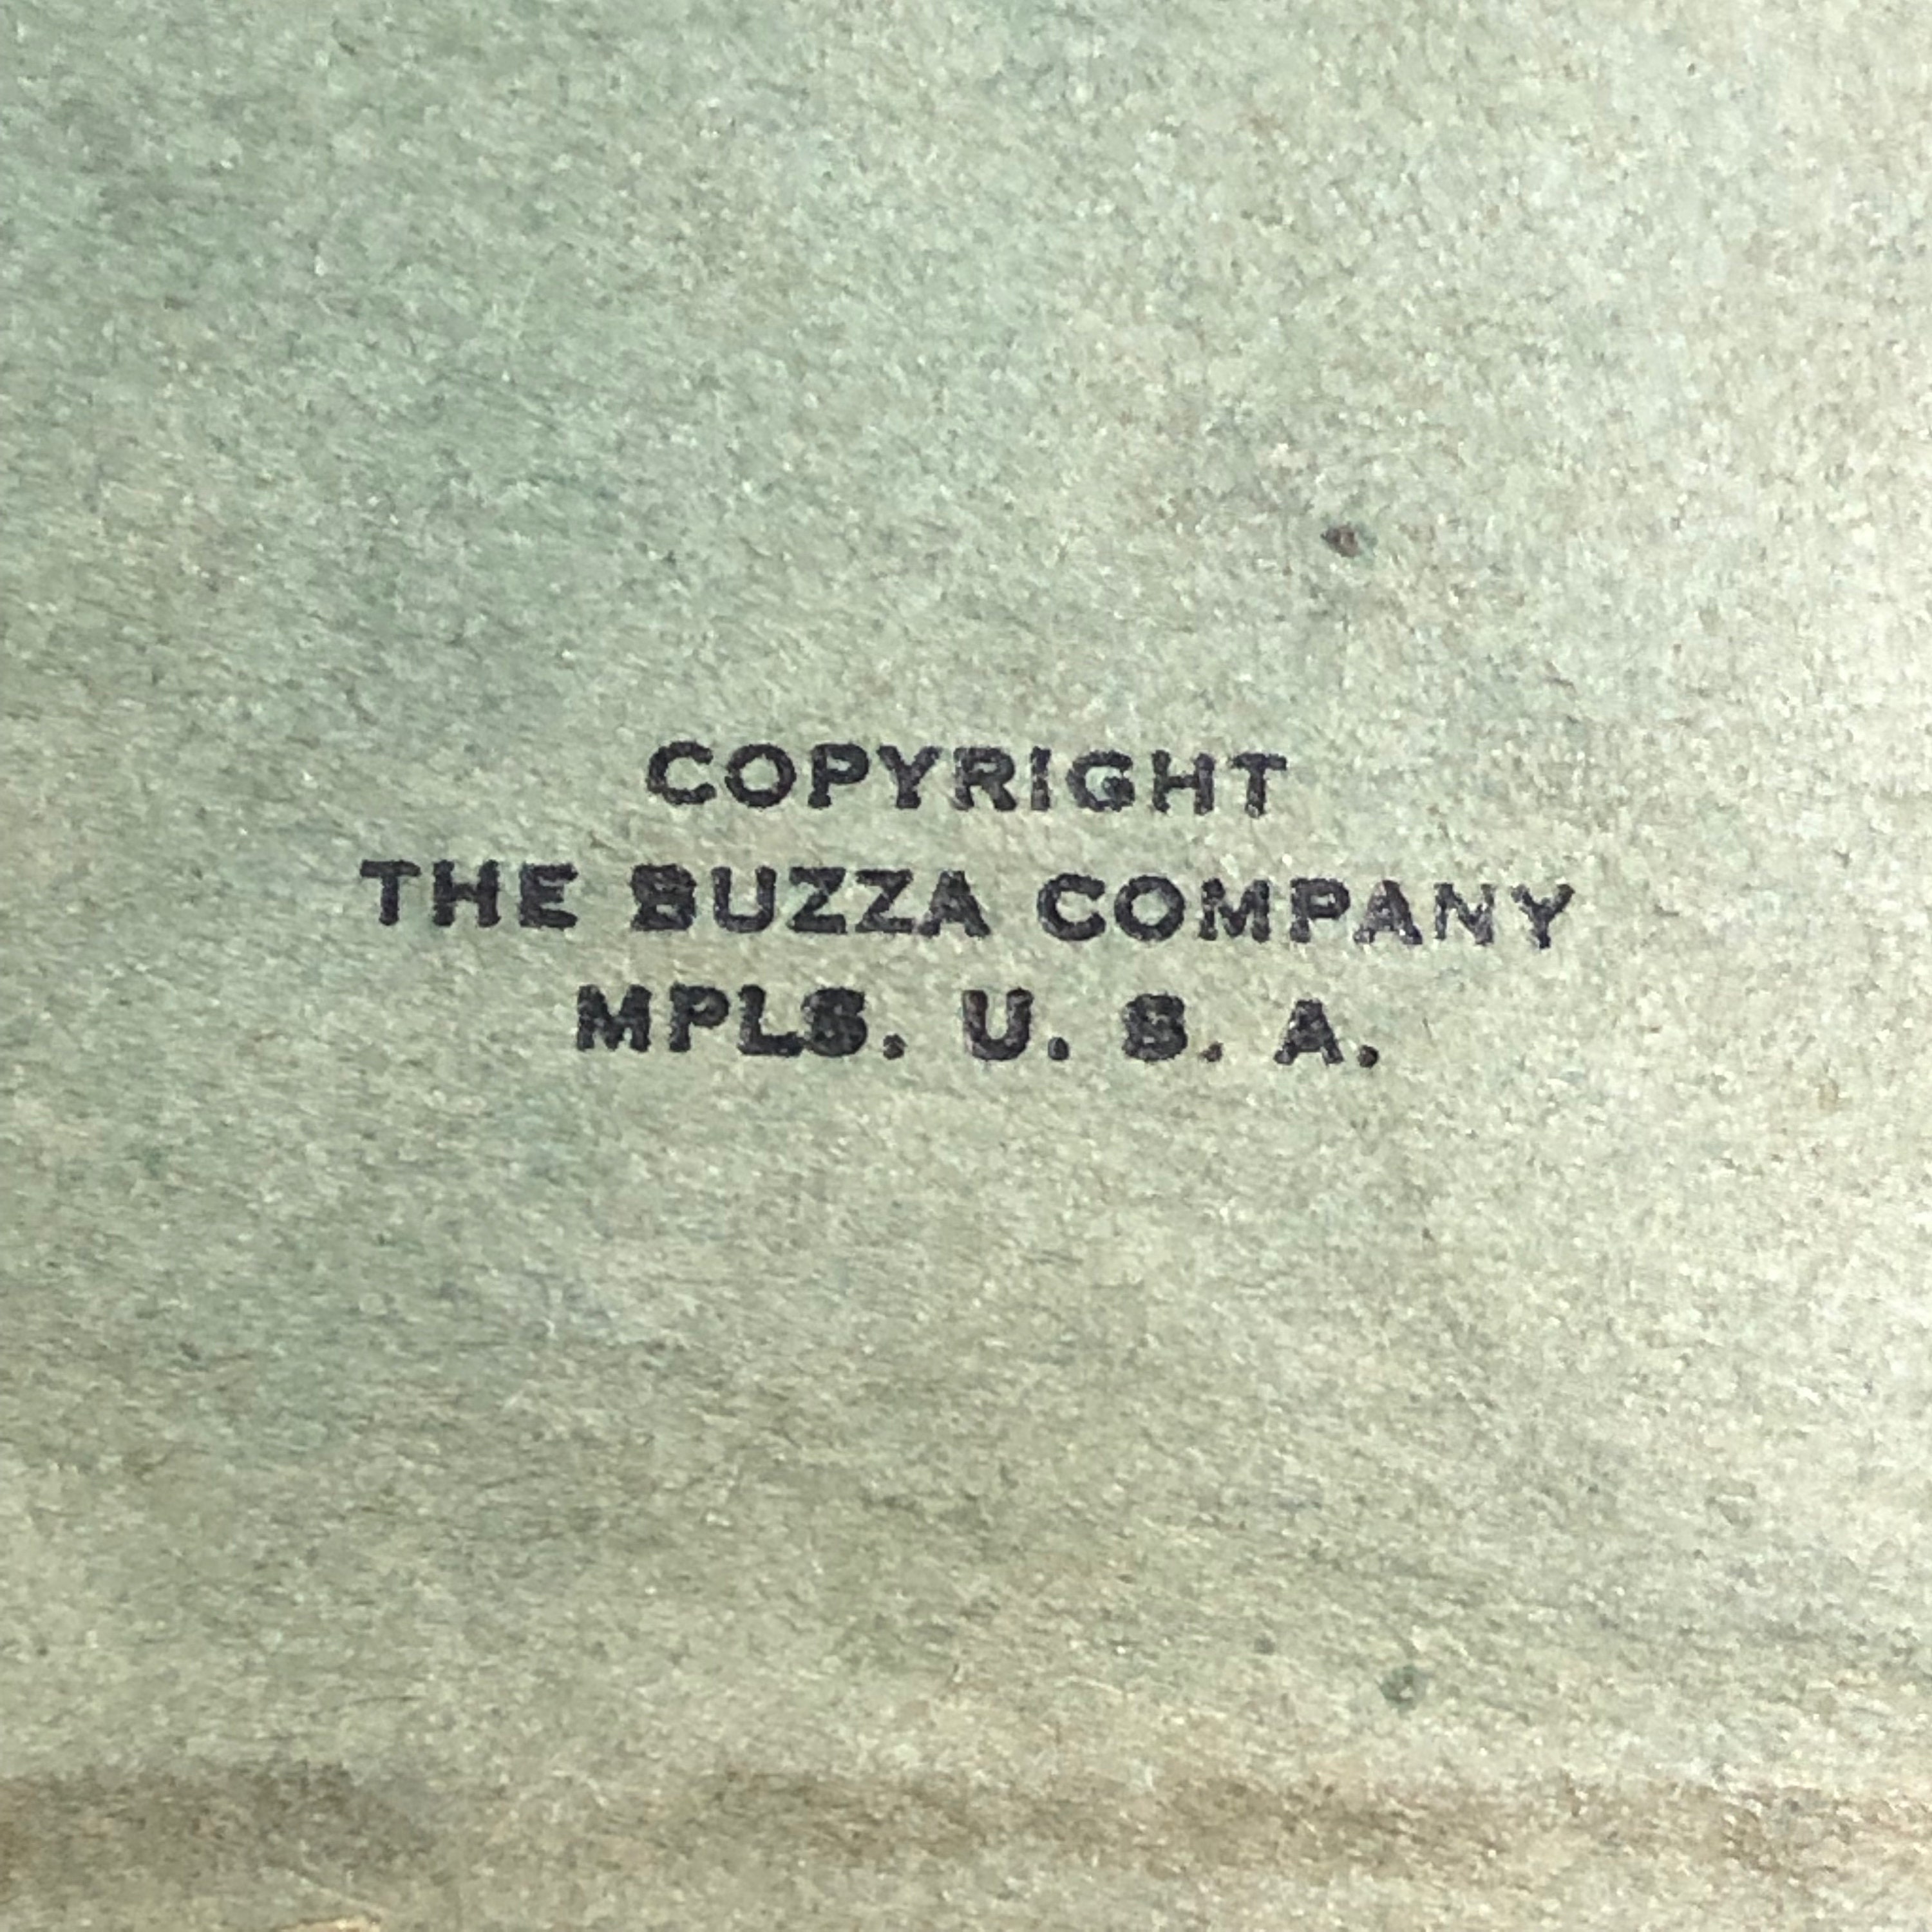 COPYRIGHT
THE BUZZA COMPANY
MPLS. U. S. A.